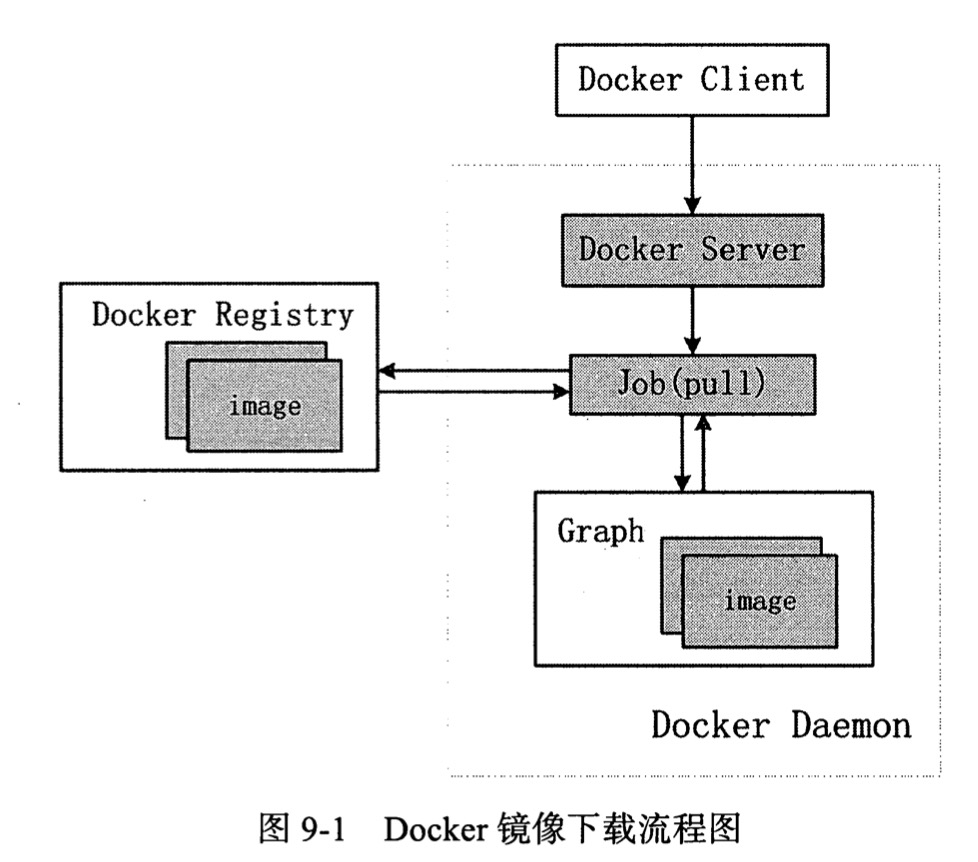 Docker Client
Docker Server
Docker Registry
Job(pull)
image
Graph
image
Docker Daemon
图 9-1 Docker 镜像下载流程图